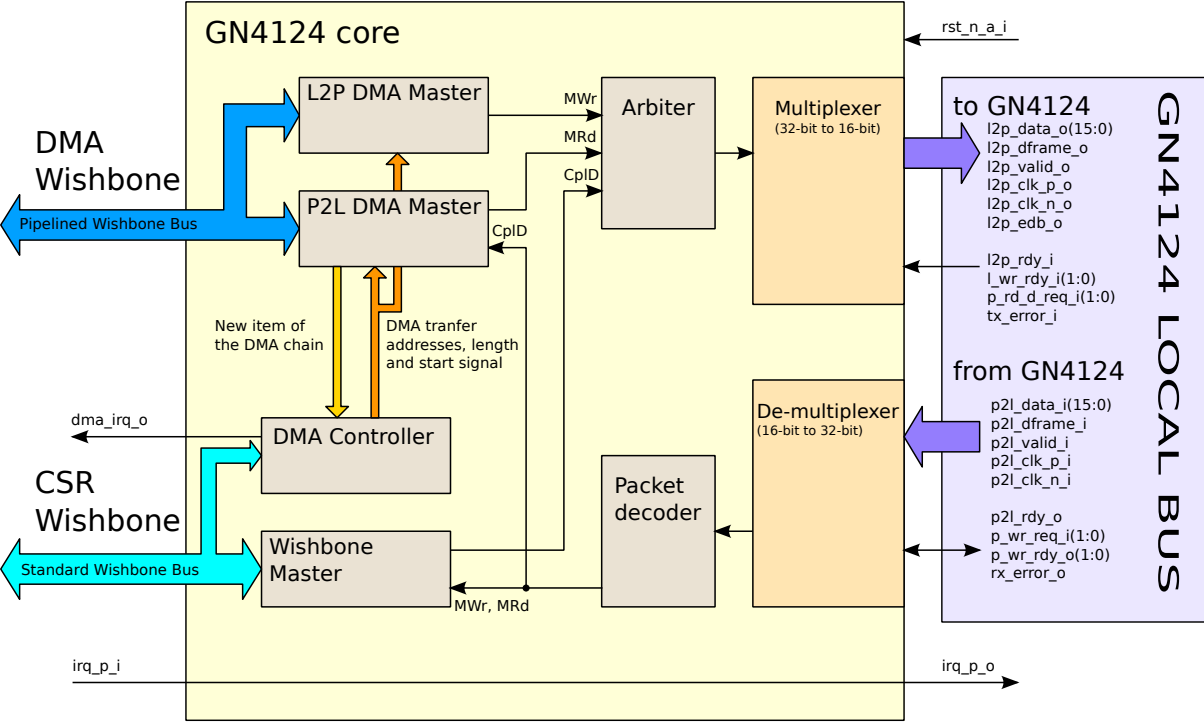 GN4124 core
rst_n_a_i
L2P DMA Master
MWr
Arbiter
Multiplexer
(32-bit to 16-bit)
to GN4124
l2p_data_o(15:0)
l2p_dframe_o
l2p_valid_o
l2p_clk_p_o
l2p_clk_n_o
l2p_edb_o
l2p_rdy_i
l_wr_rdy_i(1:0)
p_rd_d_req_i(1:0)
tx_error_i
GN4124 LOCAL BUS
DMA
Wishbone
Pipelined Wishbone Bus
MRd
CplD
P2L DMA Master
CplD
New item of
the DMA chain
DMA tranfer
addresses, length
and start signal
from GN4124
p2l_data_i(15:0)
p2l_dframe_i
p2l_valid_i
p2l_clk_p_i
p2l_clk_n_i
p2l_rdy_o
p_wr_req_i(1:0)
p_wr_rdy_o(1:0)
rx_error_o
De-multiplexer
(16-bit to 32-bit)
dma_irq_o
DMA Controller
CSR
Wishbone
Standard Wishbone Bus
Packet
decoder
Wishbone
Master
MWr, MRd
irq_p_i
irq_p_o